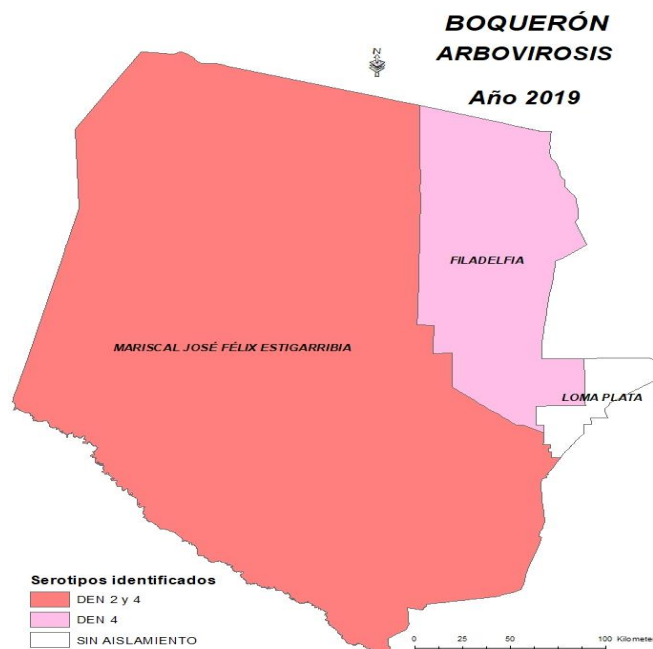 BOQUERÓN
ARBOVIROSIS
Año 2019
N
FILADELFIA
MARISCAL JOSÉ FÉLIX ESTIGARRIBIA
LOMA PLATA
Serotipos identificados
DEN 2 y 4
DEN 4
SIN AISLAMIENTO
0 25 50 100 Kilomete